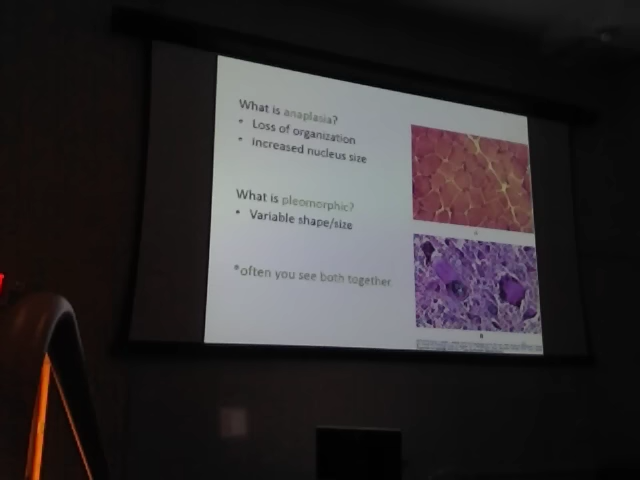 What is anaplasia?
• Loss of organization
• Increased nucleus size
What is pleomorphic?
• Variable shape/size
*often you see both together